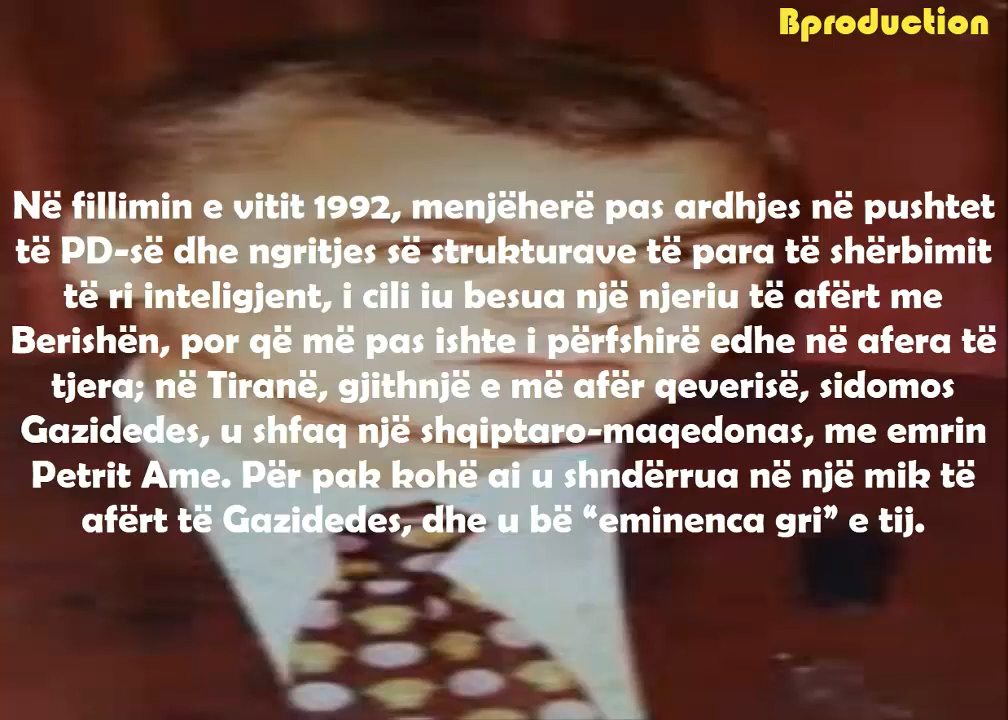 Bproduction
Në fillimin e vitit 1992, menjëherë pas ardhjes në pushtet
të PD-së dhe ngritjes së strukturave të para të shërbimit
të ri inteligjent, i cili iu besua një njeriu të afërt me
Berishën, por që më pas ishte i përfshirë edhe në afera të
tjera; në Tiranë, gjithnjë e më afër qeverisë, sidomos
Gazidedes, u shfaq një shqiptaro-maqedonas, me emrin
Petrit Ame. Për pak kohë ai u shndërrua në një mik të
afërt të Gazidedes, dhe u bë “eminenca gri” e tij.